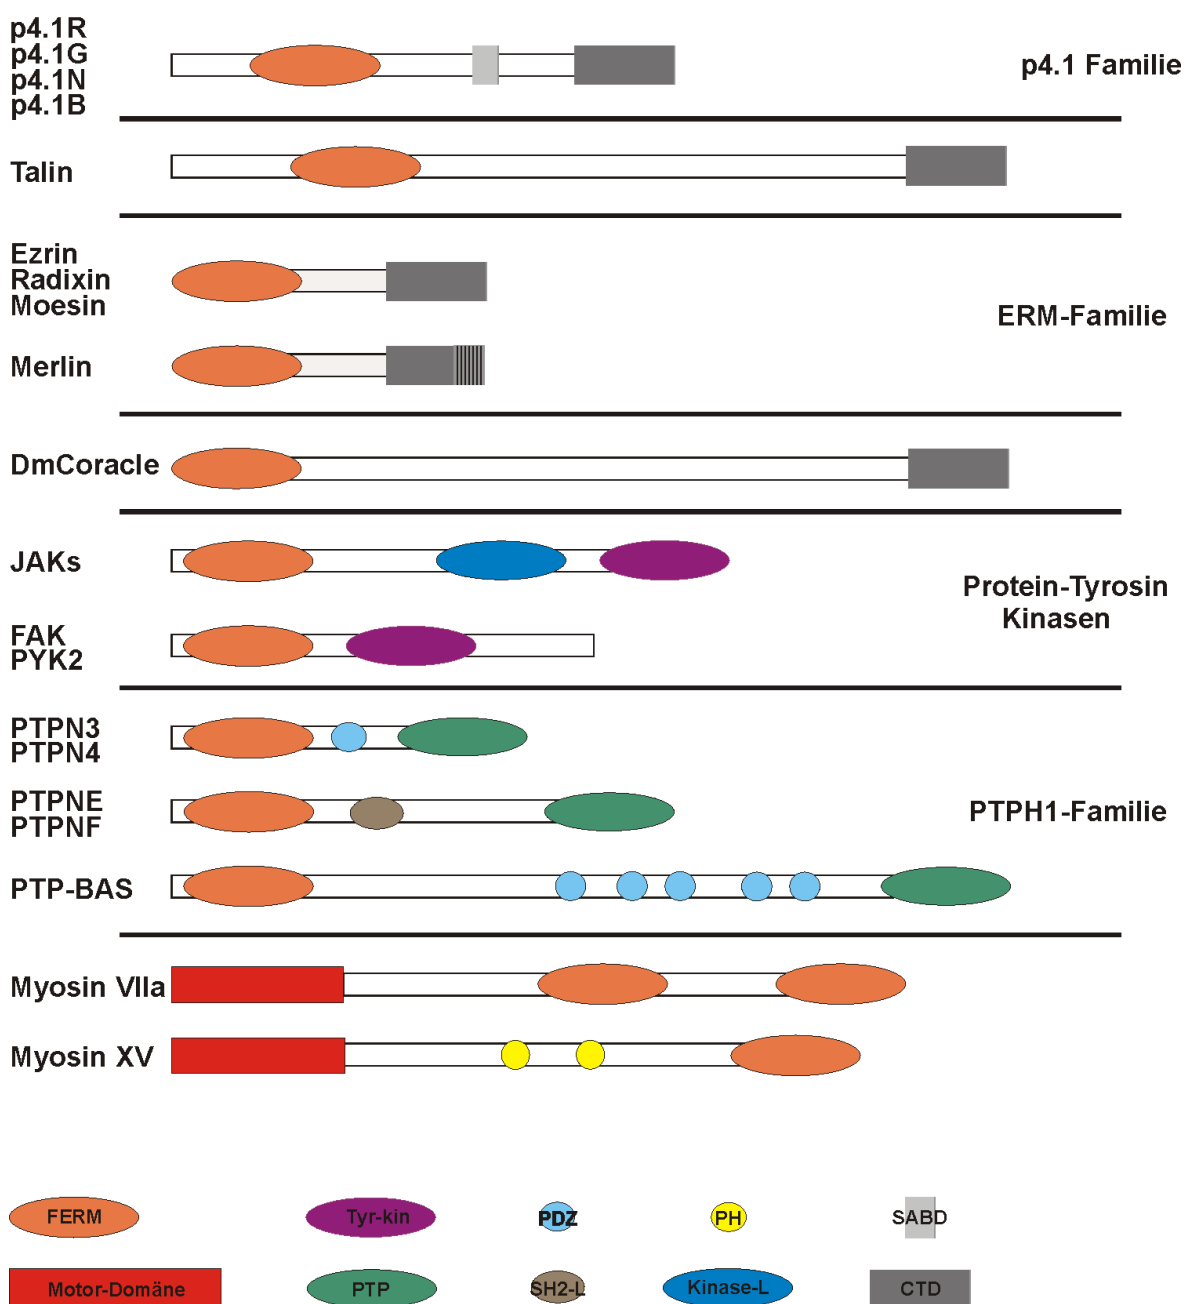 p4.1R
p4.1G
p4.1N
p4.1B
p4.1 Familie
Talin
Ezrin
Radixin
Moesin
ERM-Familie
Merlin
DmCoracle
JAKs
Protein-Tyrosin
Kinasen
FAK
PYK2
PTPN3
PTPN4
PTPNE
PTPNF
PTPH1-Familie
PTP-BAS
Myosin VIIa
Myosin XV
FERM
Tyr-kin
PDZ
PH
SABD
Motor-Domäne
PTP
SH2-L
Kinase-L
CTD